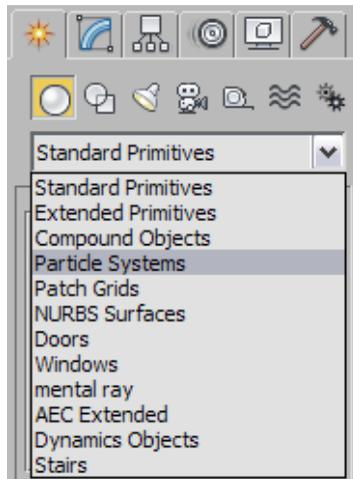 Standard Primitives
Standard Primitives
Extended Primitives
Compound Objects
Particle Systems
Patch Grids
NURBS Surfaces
Doors
Windows
mental ray
AEC Extended
Dynamics Objects
Stairs